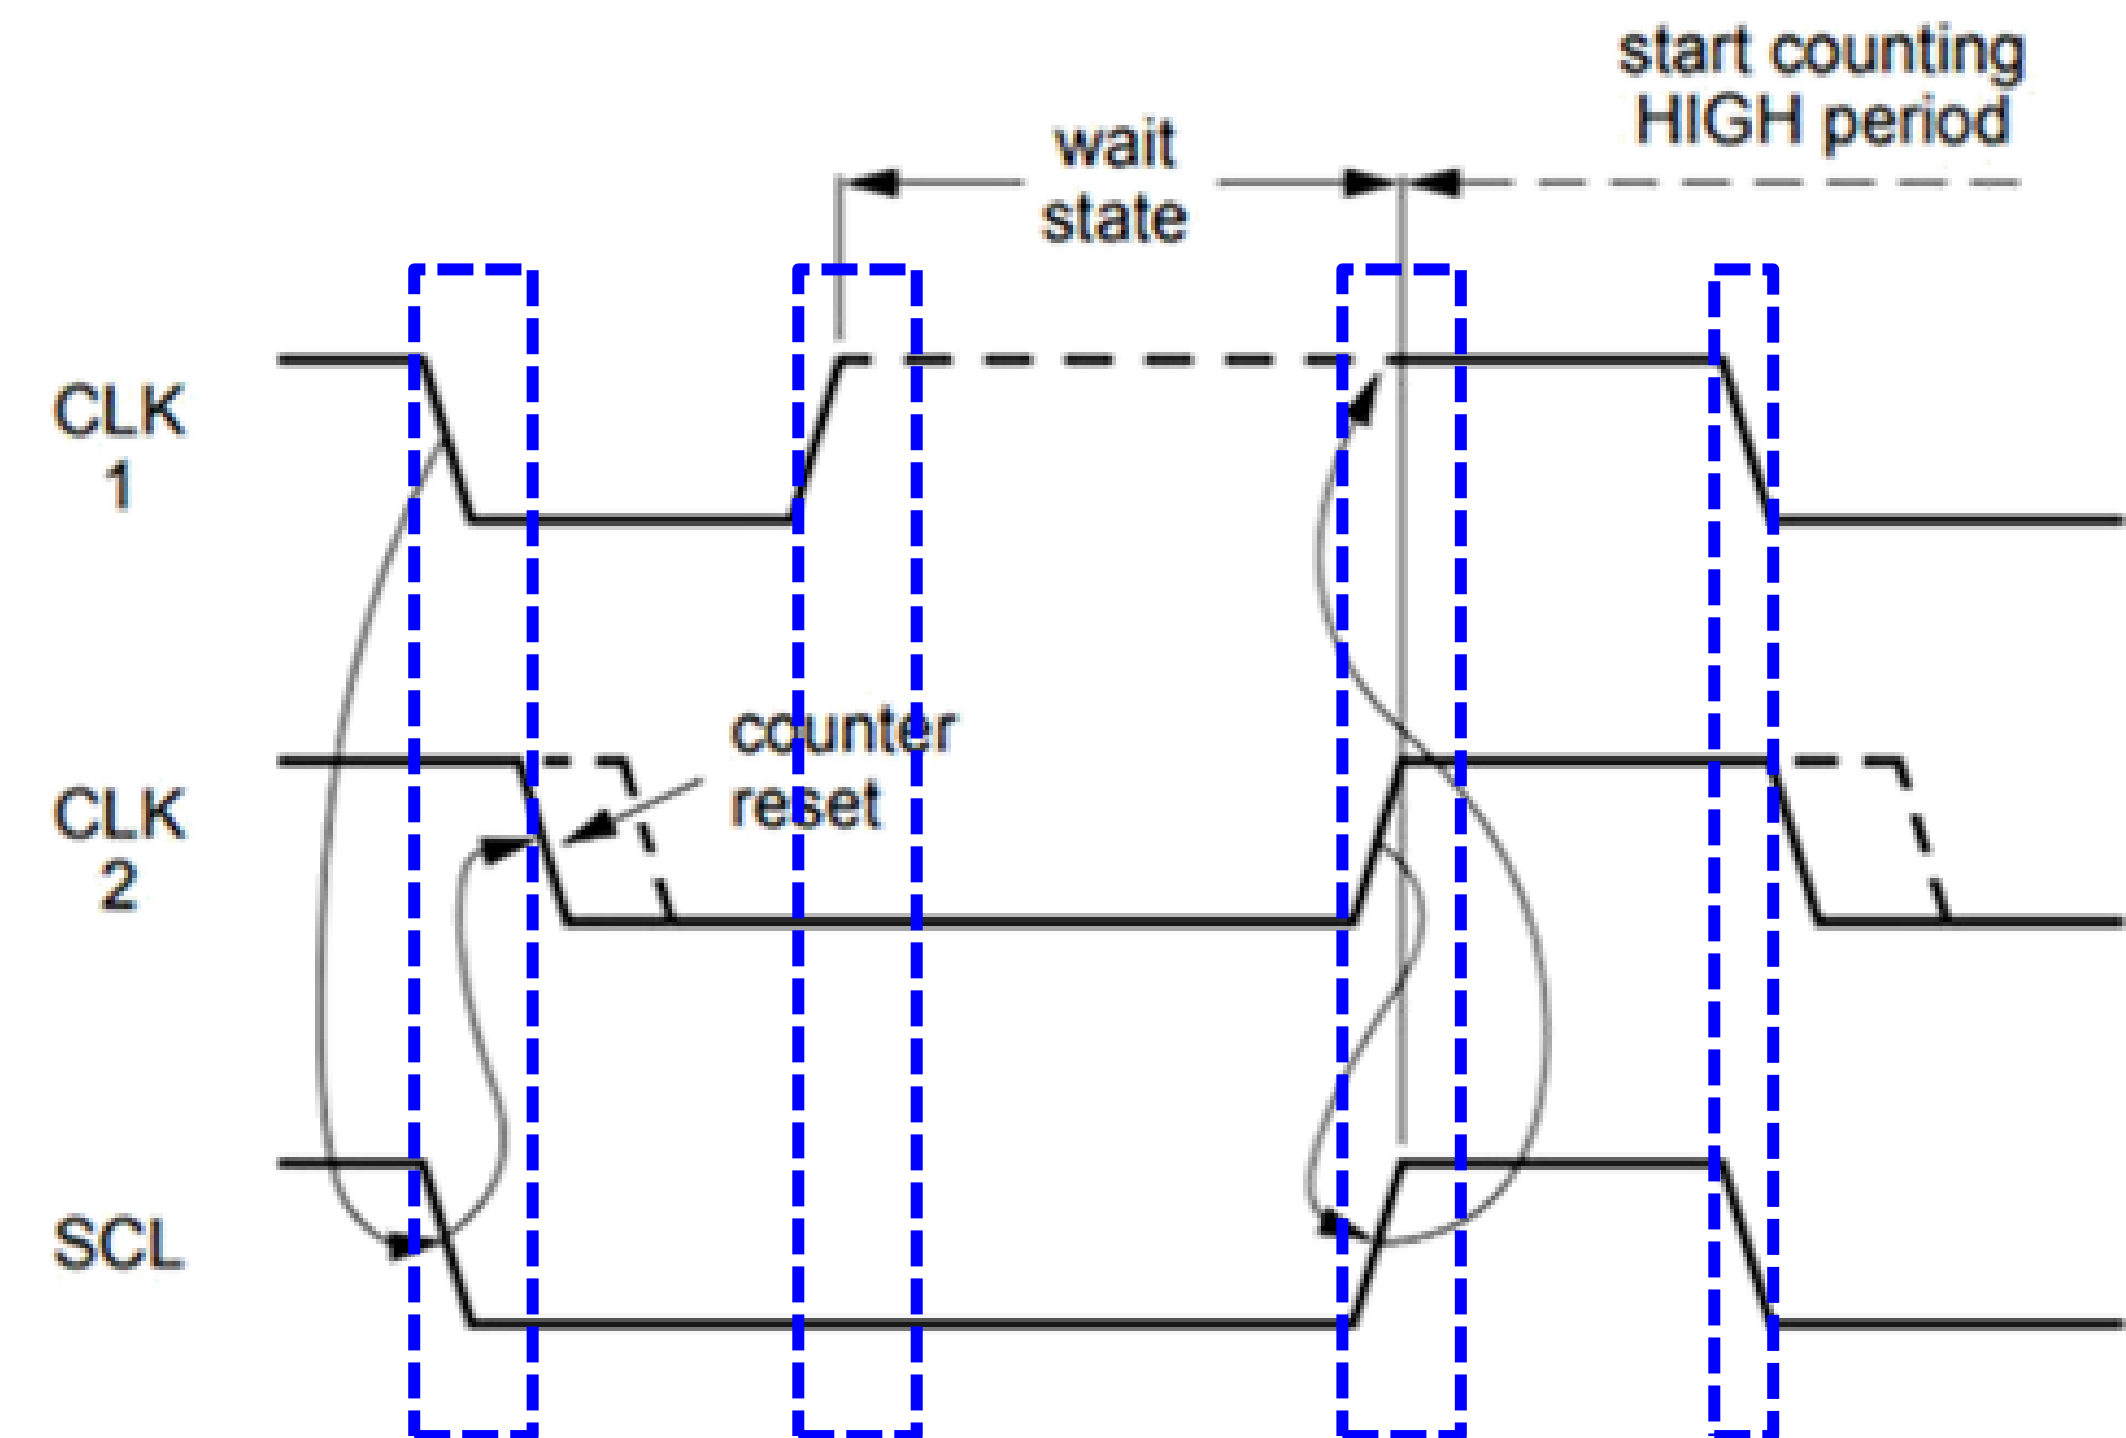 start counting
HIGH period
wait
state
CLK
1
counter
reset
CLK
2
SCL